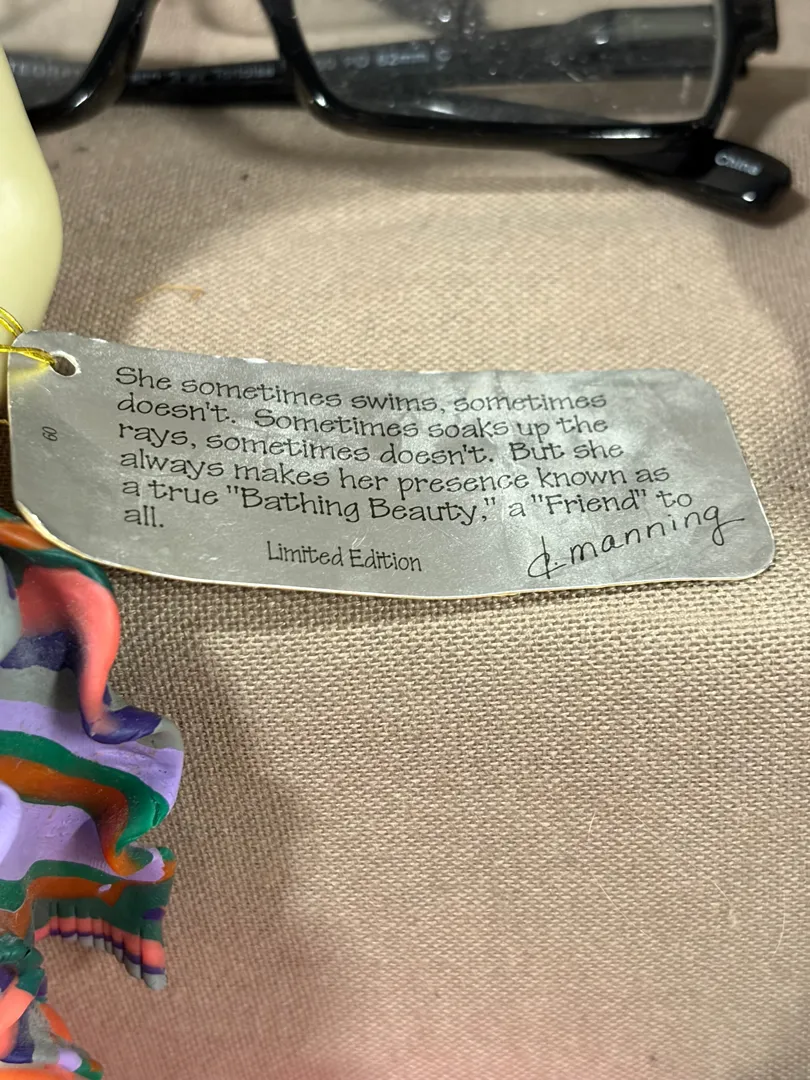 China
She sometimes swims, sometimes
doesn't. Sometimes soaks up the
rays, sometimes doesn't. But she
always makes her presence known as
a true "Bathing Beauty," a "Friend" to
all.
Limited Edition
d. manning